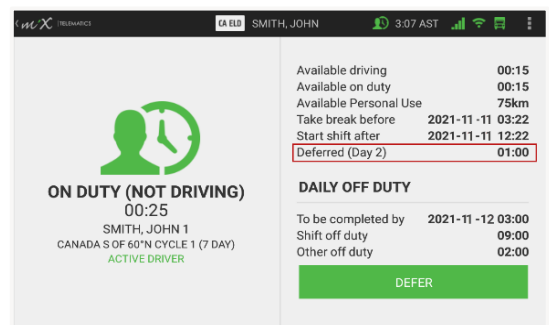 mix TELEMATICS
CA ELD SMITH, JOHN 3:07 AST
ON DUTY (NOT DRIVING)
00:25
SMITH, JOHN 1
CANADA S OF 60°N CYCLE 1 (7 DAY)
ACTIVE DRIVER
Available driving 00:15
Available on duty 00:15
Available Personal Use 75km
Take break before 2021-11-11 03:22
Start shift after 2021-11-11 12:22
Deferred (Day 2) 01:00
DAILY OFF DUTY
To be completed by 2021-11-12 03:00
Shift off duty 09:00
Other off duty 02:00
DEFER